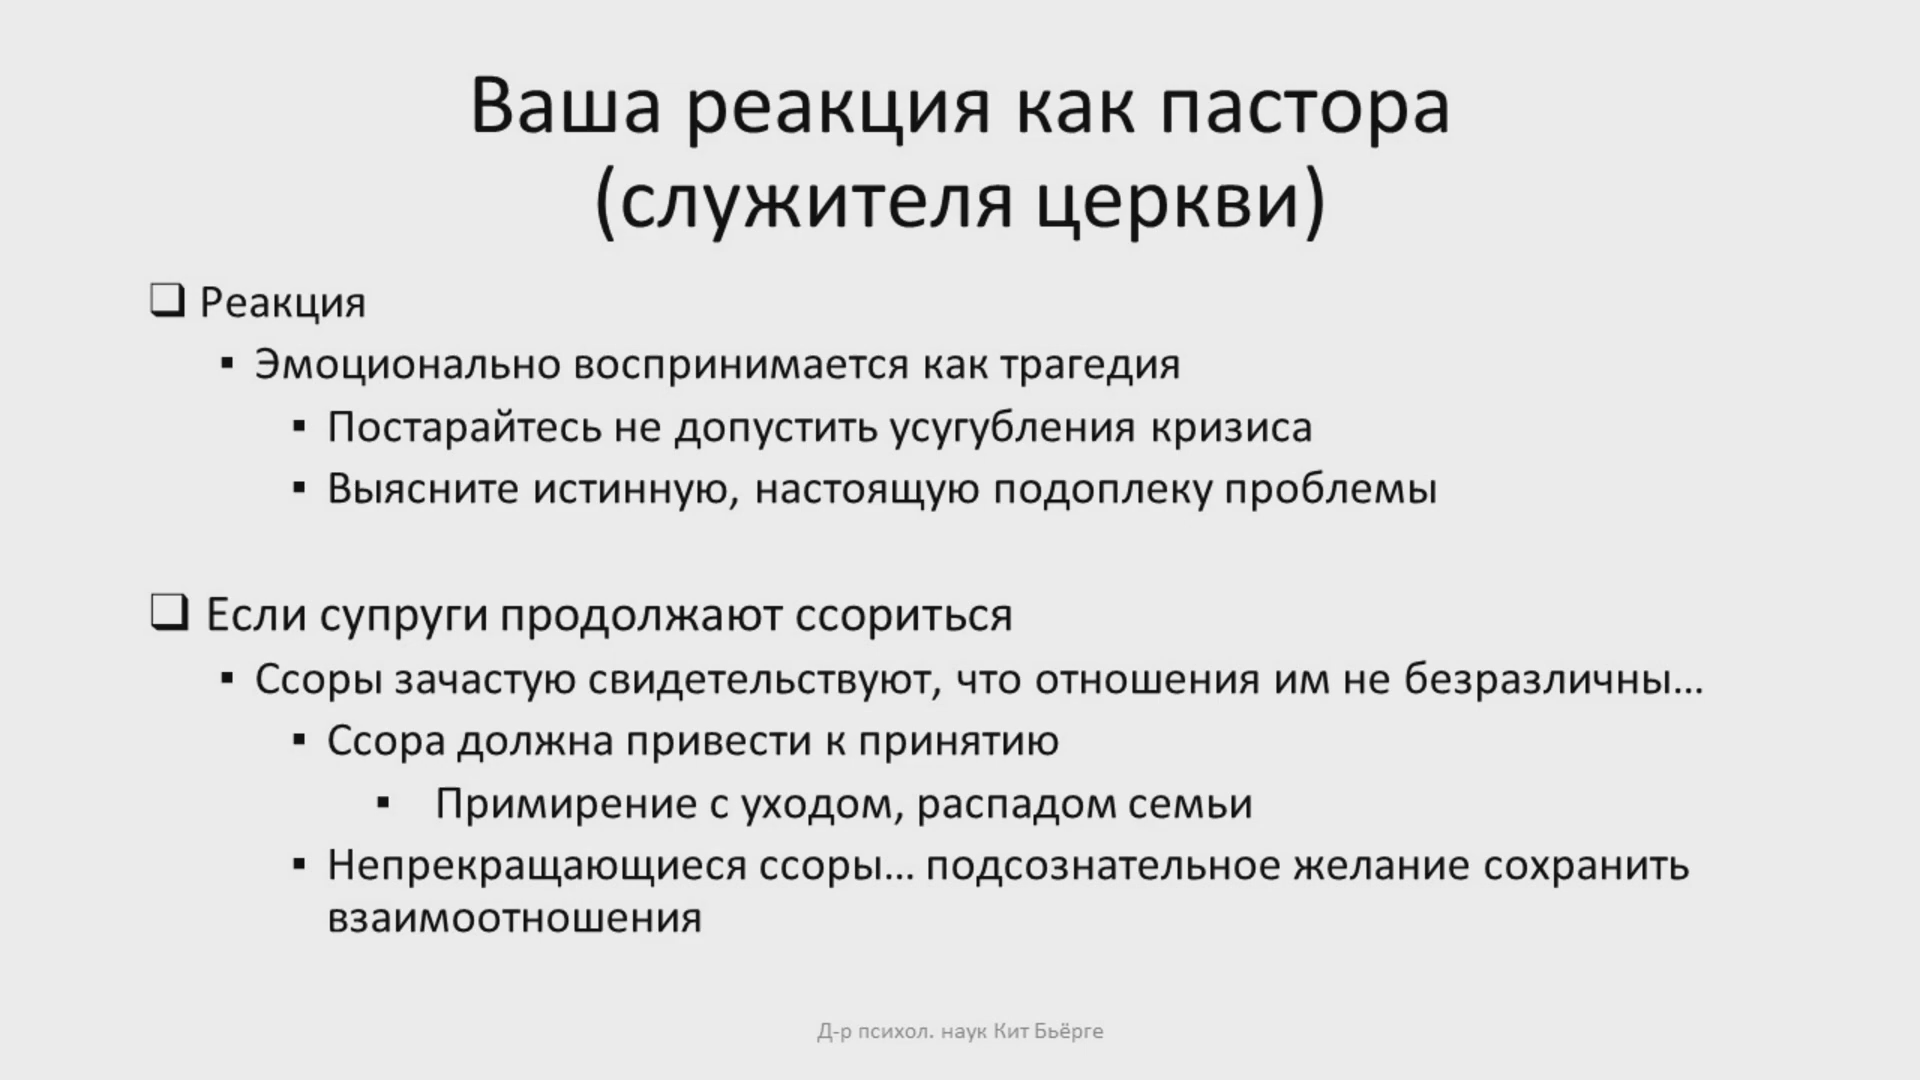 Ваша реакция как пастора
(служителя церкви)
❑ Реакция
▪ Эмоционально воспринимается как трагедия
▪ Постарайтесь не допустить усугубления кризиса
▪ Выясните истинную, настоящую подоплеку проблемы
❑ Если супруги продолжают ссориться
▪ Ссоры зачастую свидетельствуют, что отношения им не безразличны...
▪ Ссора должна привести к принятию
▪ Примирение с уходом, распадом семьи
▪ Непрекращающиеся ссоры... подсознательное желание сохранить
взаимоотношения
Д-р психол. наук Кит Бьёрге